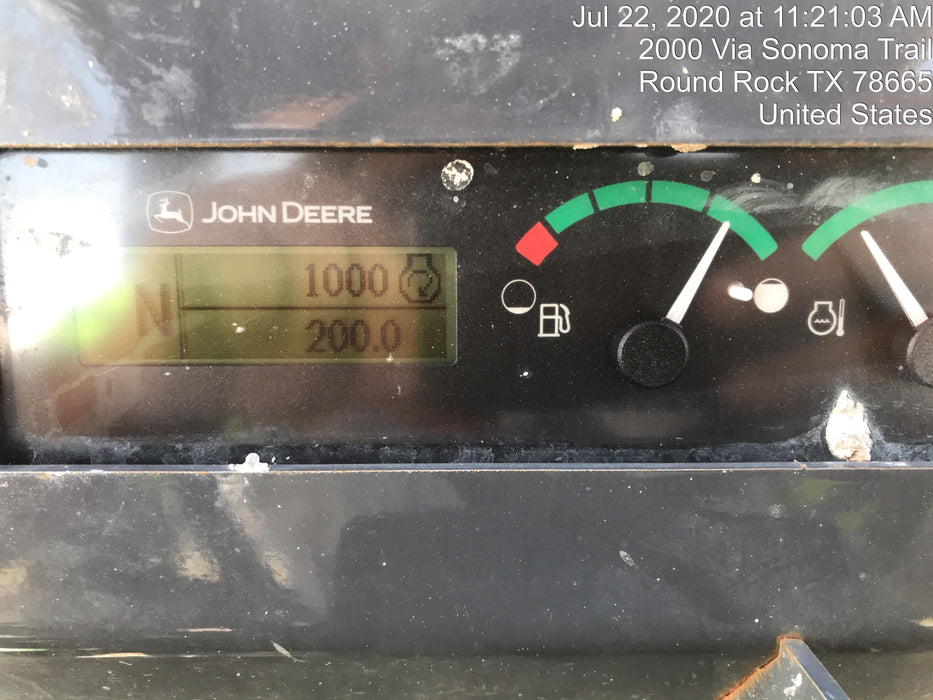 Jul 22, 2020 at 11:21:03 AM
2000 Via Sonoma Trail
Round Rock TX 78665
United States
JOHN DEERE
N
1000
200.0